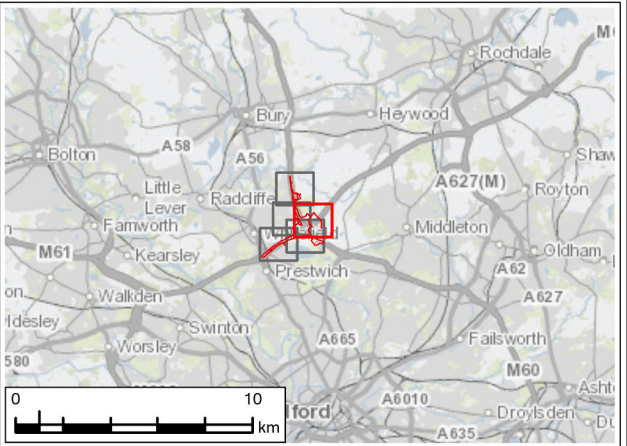 Rochdale
Bury
Heywood
A58
Bolton
A56
Shaw
A627(M)
Little
Lever
Radcliffe
Royton
Farnworth
Middleton
M61
Kearsley
Oldham
Prestwich
A62
Walkden
A627
Swinton
Worsley
A665
Failsworth
580
M60
0
10
km
A6010
Droylsden
A635